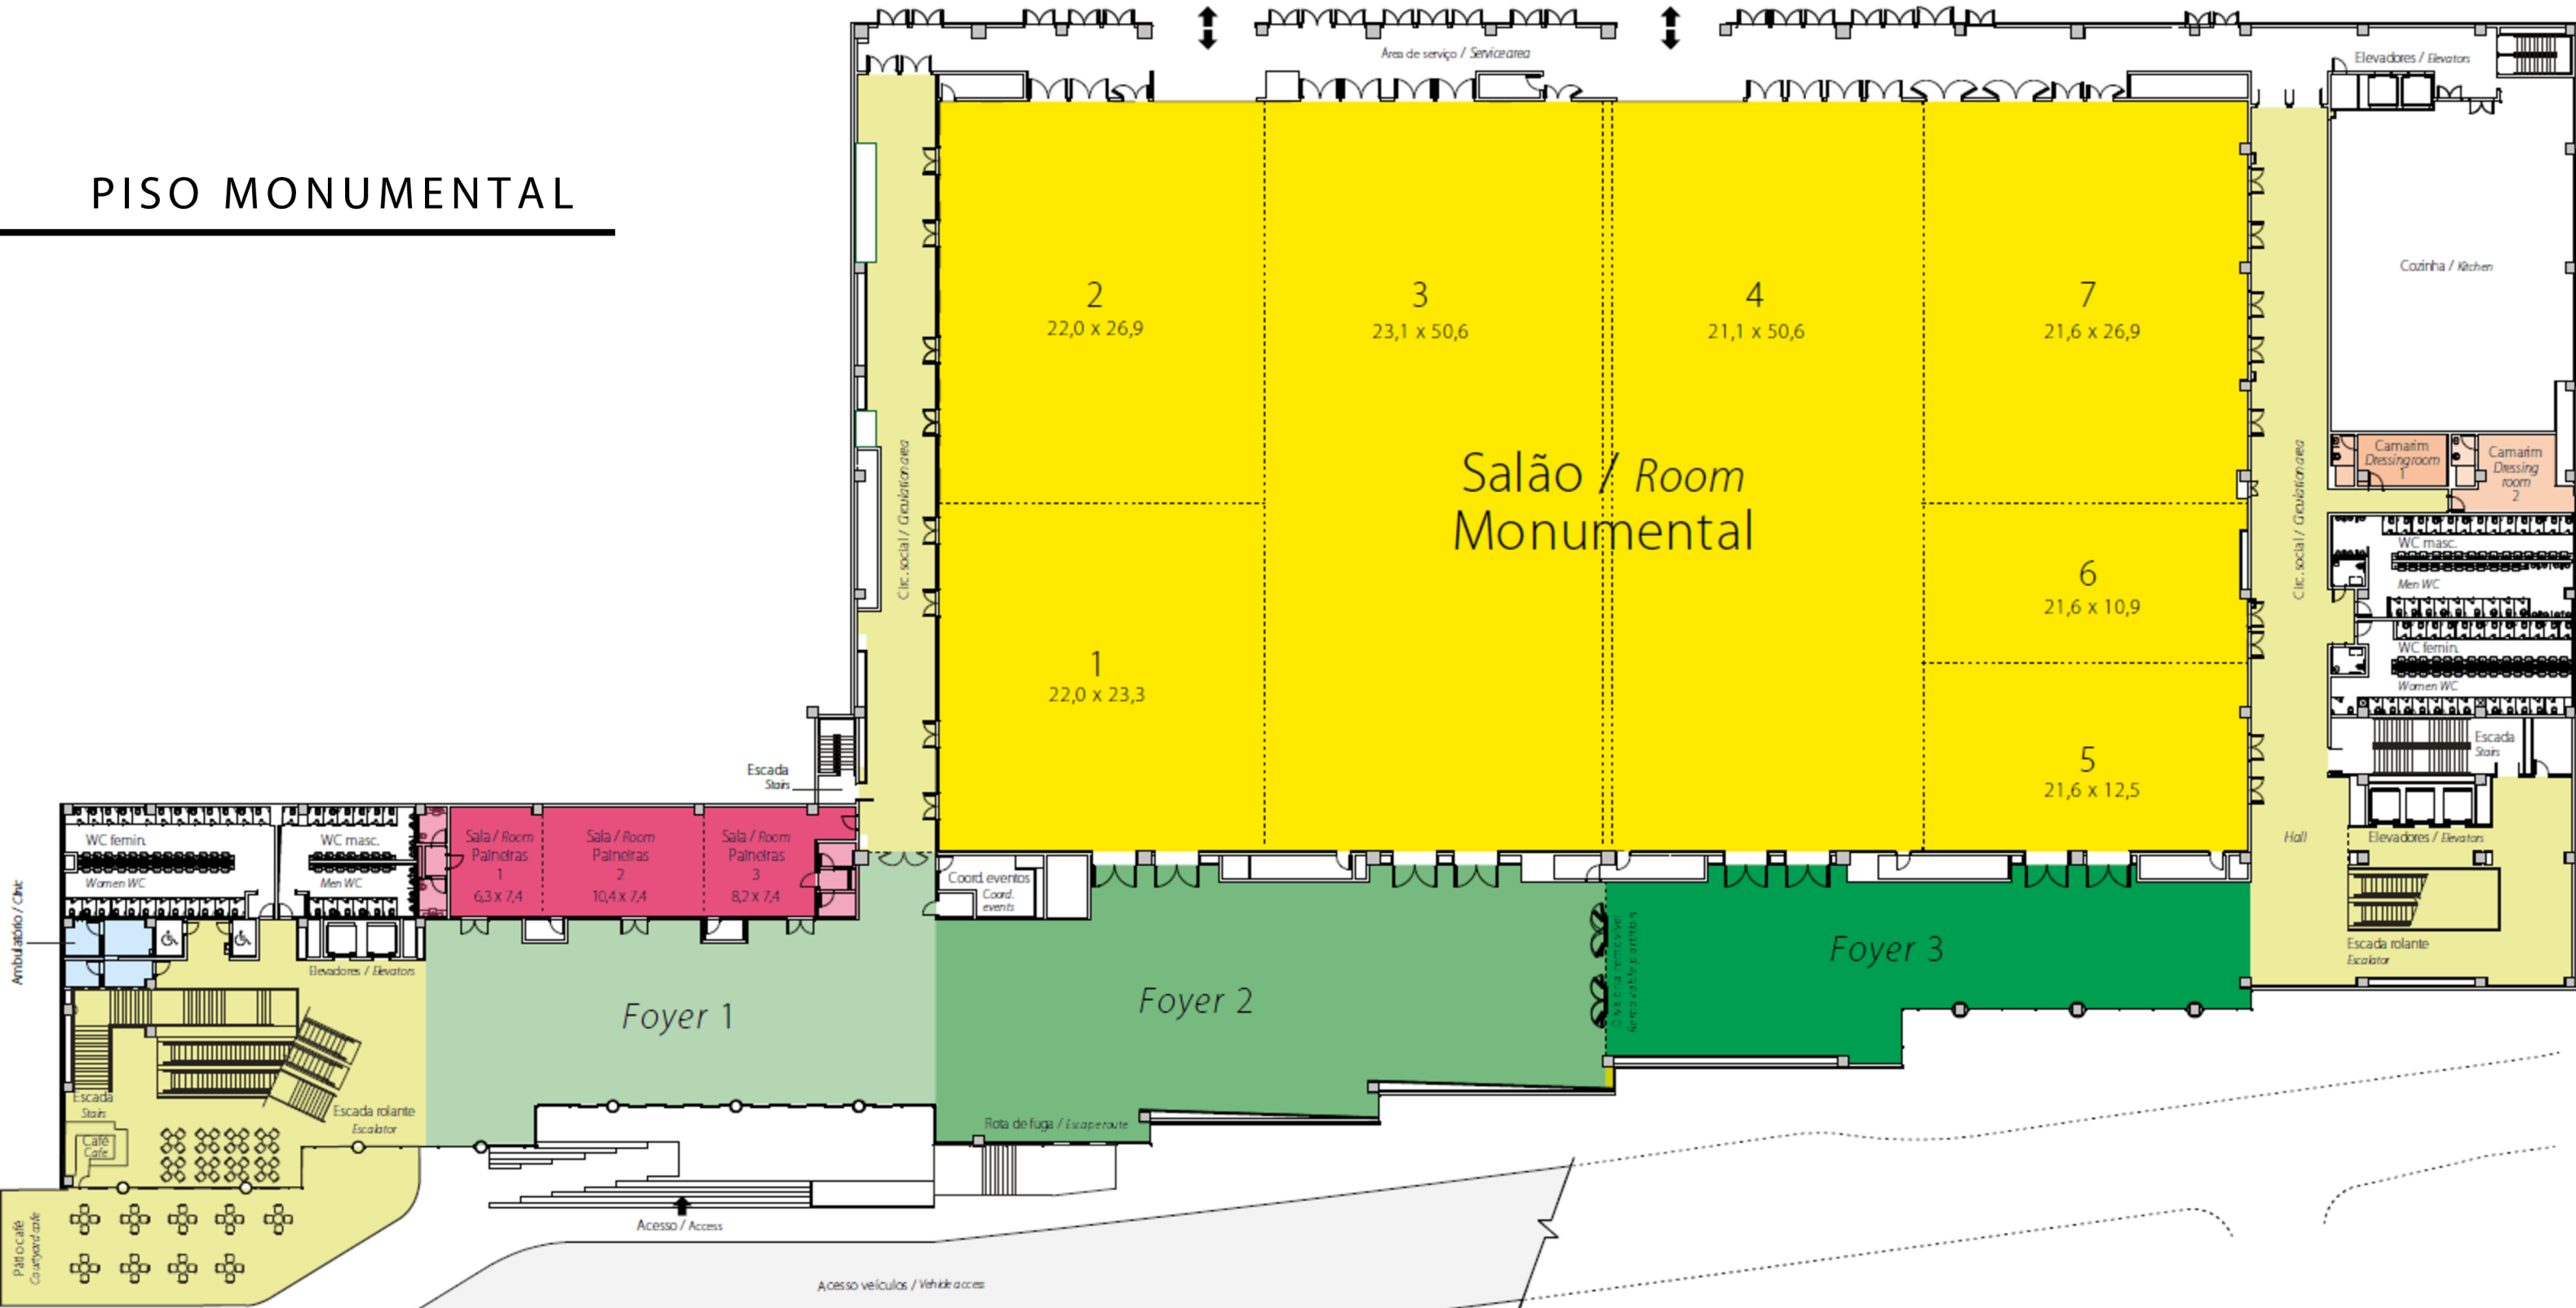 PISO MONUMENTAL
Área de serviço / Service area
Elevadores / Elevators
Cozinha / Kitchen
2
22,0 x 26,9
3
23,1 x 50,6
4
21,1 x 50,6
7
21,6 x 26,9
Salão / Room
Monumental
Circ. social / Circulation area
Circ. social / Circulation area
Camarim
Dressing room
1
Camarim
Dressing
room
2
WC masc.
Men WC
WC femin.
Women WC
6
21,6 x 10,9
1
22,0 x 23,3
5
21,6 x 12,5
Escada
Stairs
Escada
Stairs
Hall
Elevadores / Elevators
Escada rolante
Escalator
WC femin.
Women WC
WC masc.
Men WC
Sala / Room
Paineiras
1
6,3 x 7,4
Sala / Room
Paineiras
2
10,4 x 7,4
Sala / Room
Paineiras
3
8,2 x 7,4
Coord. eventos
Coord.
events
Ambulatório / Clinic
Elevadores / Elevators
Foyer 1
Foyer 2
Divisória removível
Removable partition
Foyer 3
Escada
Stairs
Escada rolante
Escalator
Café
Cafe
Rota de fuga / Escape route
Acesso / Access
Pátio café
Courtyard cafe
Acesso veículos / Vehicle access